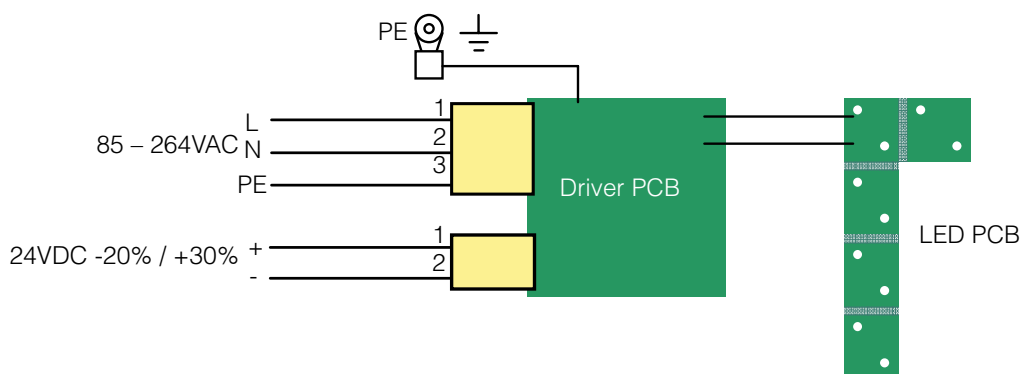 PE
1
L
85 – 264VAC
N
2
3
PE
Driver PCB
1
24VDC -20% / +30%
+
2
-
LED PCB